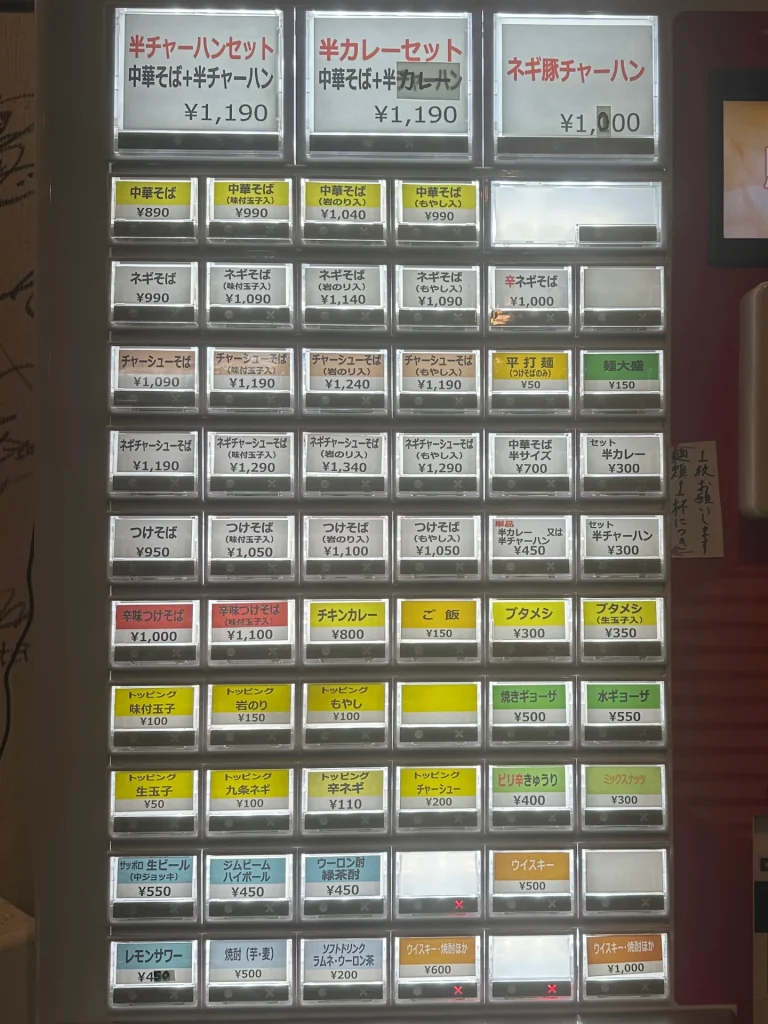 半チャーハンセット
中華そば+半チャーハン
¥1,190
半カレーセット
中華そば+半カレーハン
¥1,190
ネギ豚チャーハン
¥1,000
中華そば
¥890
中華そば
(味付玉子入)
¥990
中華そば
(岩のり入)
¥1,040
中華そば
(もやし入)
¥990
ネギそば
¥990
ネギそば
(味付玉子入)
¥1,090
ネギそば
(岩のり入)
¥1,140
ネギそば
(もやし入)
¥1,090
辛ネギそば
¥1,000
チャーシューそば
¥1,090
チャーシューそば
(味付玉子入)
¥1,190
チャーシューそば
(岩のり入)
¥1,240
チャーシューそば
(もやし入)
¥1,190
平打麺
(つけそばのみ)
¥50
麺大盛
¥150
ネギチャーシューそば
¥1,190
ネギチャーシューそば
(味付玉子入)
¥1,290
ネギチャーシューそば
(岩のり入)
¥1,340
ネギチャーシューそば
(もやし入)
¥1,290
中華そば
半サイズ
¥700
セット
半カレー
¥300
つけそば
¥950
つけそば
(味付玉子入)
¥1,050
つけそば
(岩のり入)
¥1,100
つけそば
(もやし入)
¥1,050
単品
半カレー 又は
半チャーハン
¥450
セット
半チャーハン
¥300
辛味つけそば
¥1,000
辛味つけそば
(味付玉子入)
¥1,100
チキンカレー
¥800
ご飯
¥150
ブタメシ
¥300
ブタメシ
(生玉子入)
¥350
トッピング
味付玉子
¥100
トッピング
岩のり
¥150
トッピング
もやし
¥100
焼きギョーザ
¥500
水ギョーザ
¥550
トッピング
生玉子
¥50
トッピング
九条ネギ
¥100
トッピング
辛ネギ
¥110
トッピング
チャーシュー
¥200
ピリ辛きゅうり
¥400
ミックスナッツ
¥300
サッポロ 生ビール
(中ジョッキ)
¥550
ジムビーム
ハイボール
¥450
ウーロン酎
緑茶酎
¥450
ウイスキー
¥500
レモンサワー
¥450
焼酎 (芋・麦)
¥500
ソフトドリンク
ラムネ・ウーロン茶
¥200
ウイスキー・焼酎ほか
¥600
ウイスキー・焼酎ほか
¥1,000
麺類1杯につき
1枚お願いします